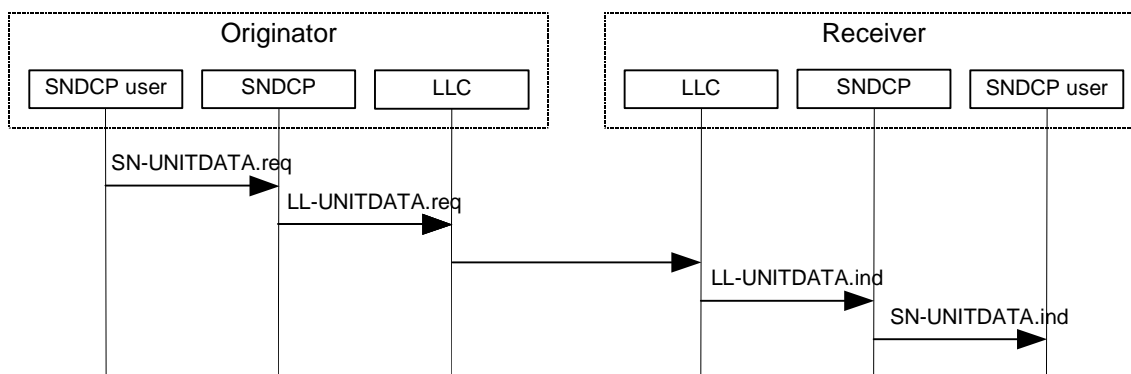 Originator
Receiver
SNDCP user
SNDCP
LLC
LLC
SNDCP
SNDCP user
SN-UNITDATA.req
LL-UNITDATA.req
LL-UNITDATA.ind
SN-UNITDATA.ind